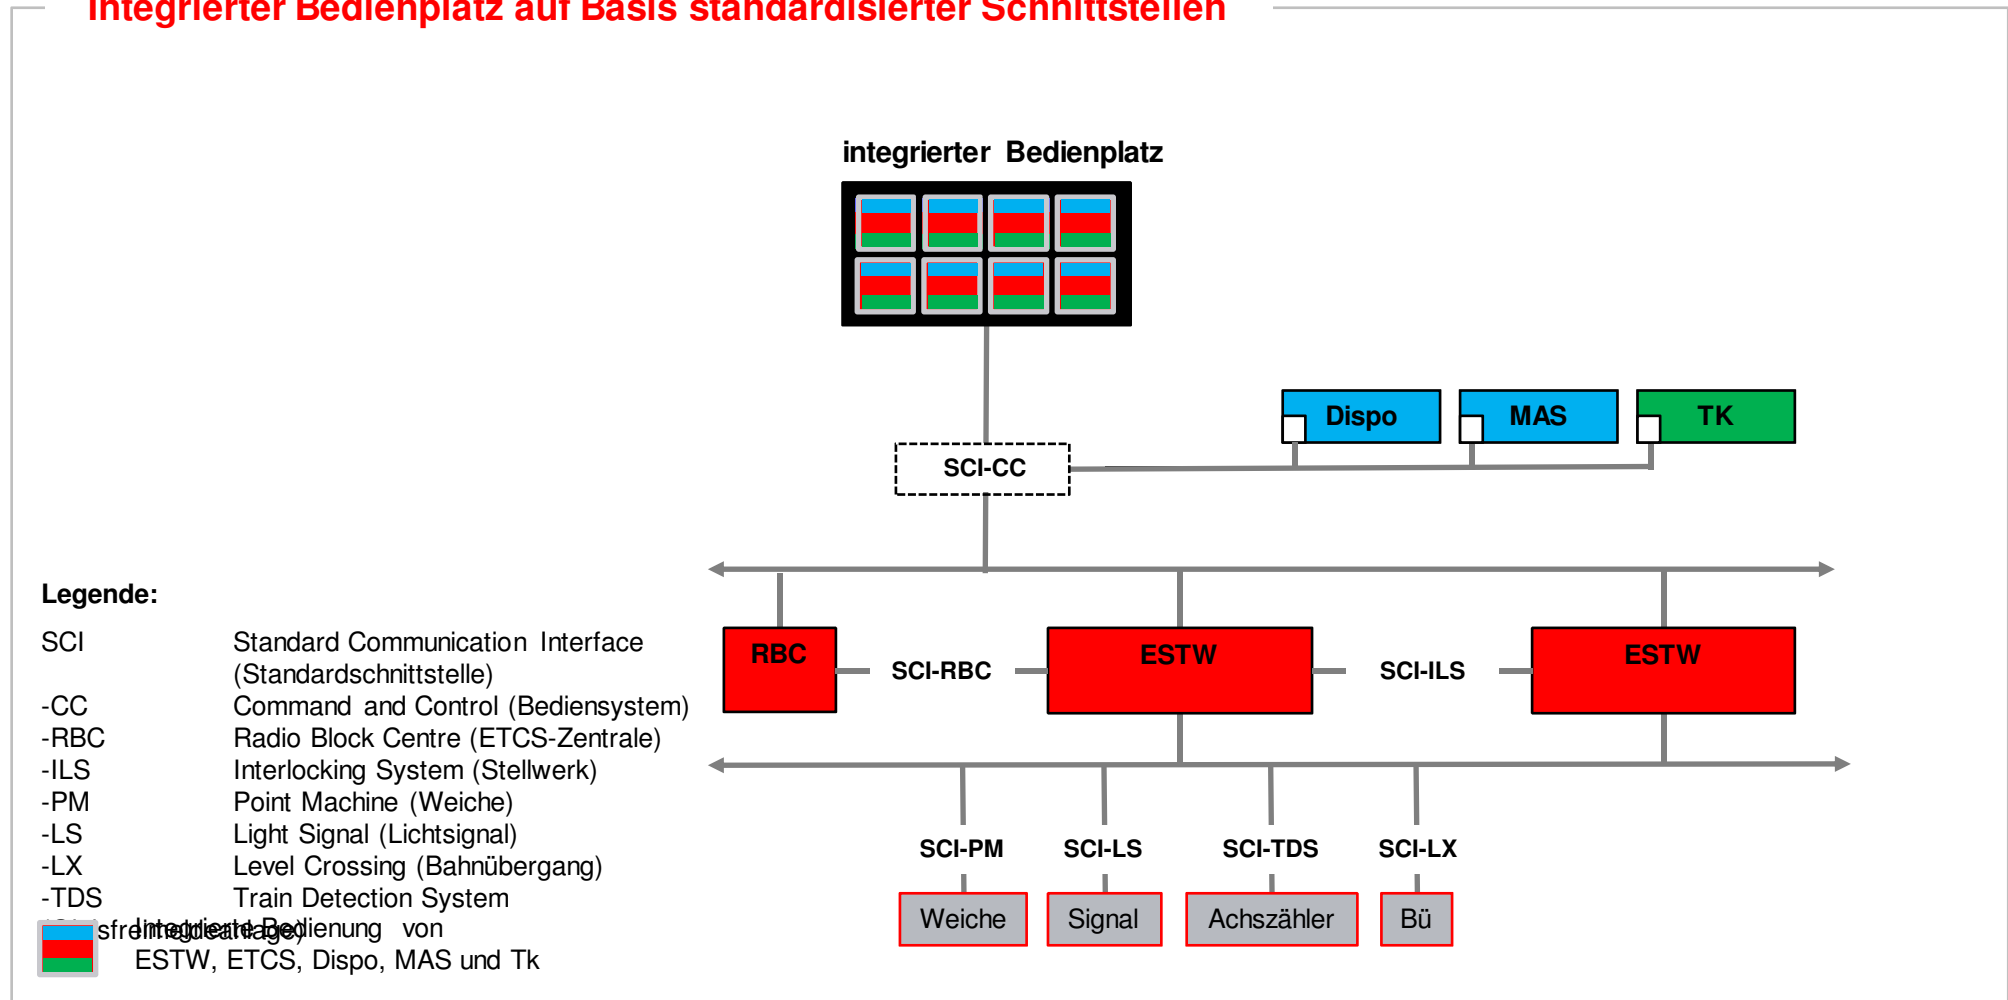 Integrierter Bedienplatz auf Basis standardisierter Schnittstellen
integrierter Bedienplatz
Dispo
MAS
TK
SCI-CC
RBC
SCI-RBC
ESTW
SCI-ILS
ESTW
SCI-PM
SCI-LS
SCI-TDS
SCI-LX
Weiche
Signal
Achszähler
Bü
Legende:
SCI Standard Communication Interface
(Standardschnittstelle)
-CC Command and Control (Bediensystem)
-RBC Radio Block Centre (ETCS-Zentrale)
-ILS Interlocking System (Stellwerk)
-PM Point Machine (Weiche)
-LS Light Signal (Lichtsignal)
-LX Level Crossing (Bahnübergang)
-TDS Train Detection System
Integrierte Bedienung von
ESTW, ETCS, Dispo, MAS und Tk